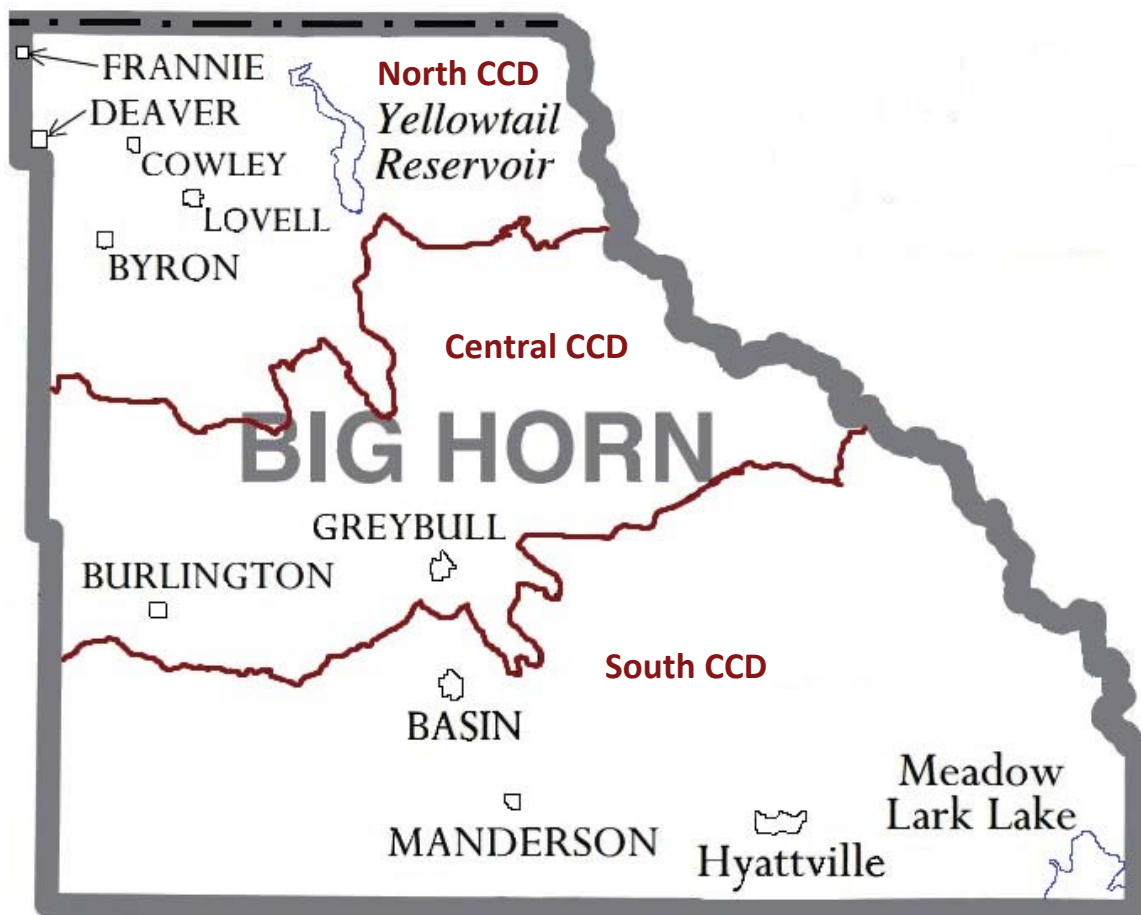 FRANNIE
North CCD
DEAVER
Yellowtail
Reservoir
COWLEY
LOVELL
BYRON
Central CCD
BIG HORN
GREYBULL
BURLINGTON
South CCD
BASIN
Meadow
Lark Lake
MANDERSON
Hyattville